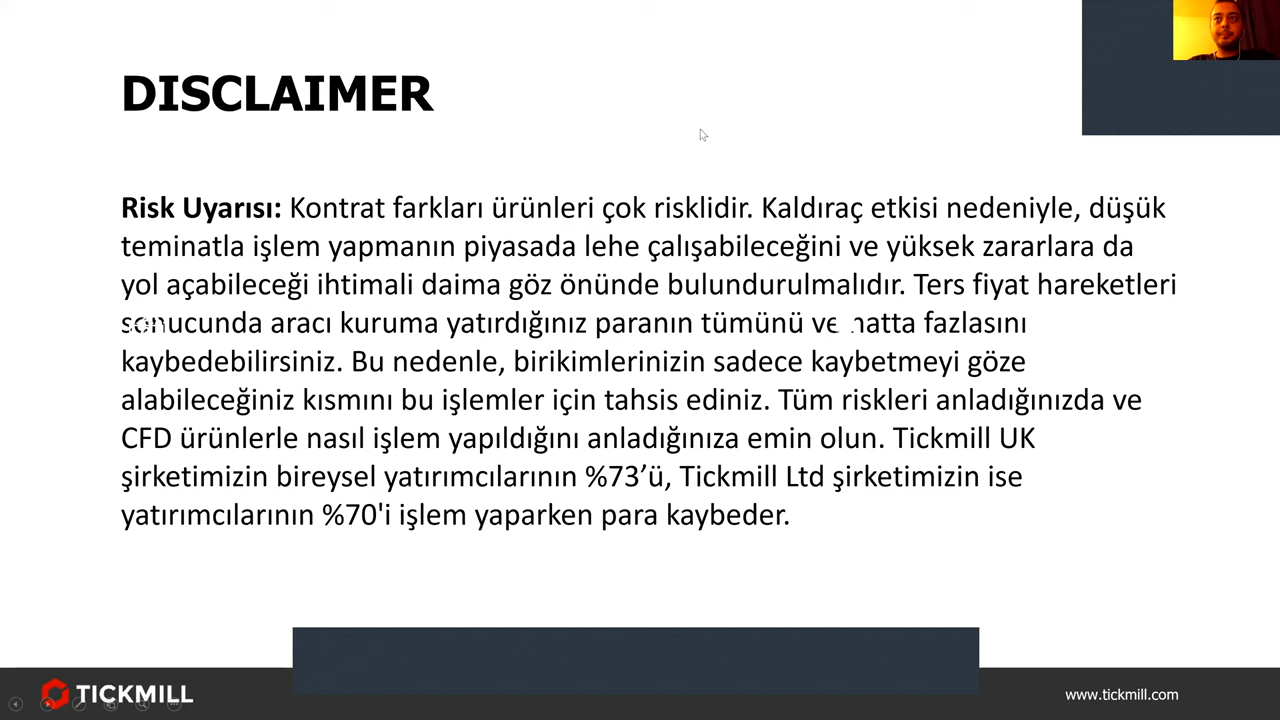 DISCLAIMER
Risk Uyarısı: Kontrat farkları ürünleri çok risklidir. Kaldıraç etkisi nedeniyle, düşük
teminatla işlem yapmanın piyasada lehe çalışabileceğini ve yüksek zararlara da
yol açabileceği ihtimali daima göz önünde bulundurulmalıdır. Ters fiyat hareketleri
sonucunda aracı kuruma yatırdığınız paranın tümünü ve hatta fazlasını
kaybedebilirsiniz. Bu nedenle, birikimlerinizin sadece kaybetmeyi göze
alabileceğiniz kısmını bu işlemler için tahsis ediniz. Tüm riskleri anladığınızda ve
CFD ürünlerle nasıl işlem yapıldığını anladığınıza emin olun. Tickmill UK
şirketimizin bireysel yatırımcılarının %73’ü, Tickmill Ltd şirketimizin ise
yatırımcılarının %70'i işlem yaparken para kaybeder.
TICKMILL
www.tickmill.com